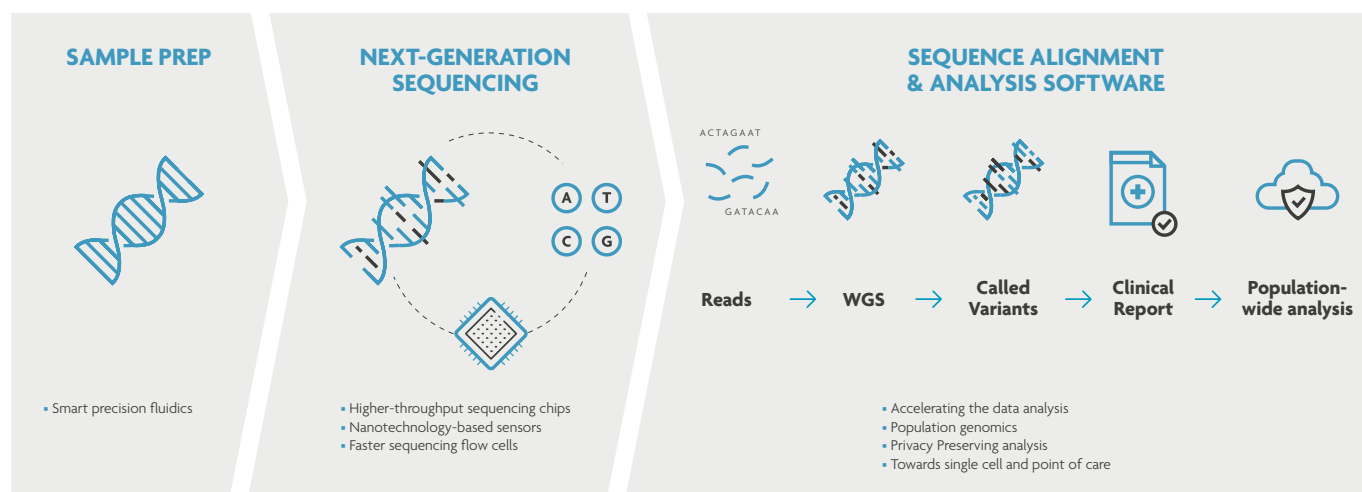 SAMPLE PREP
▪ Smart precision fluidics
NEXT-GENERATION
SEQUENCING
A T
C G
▪ Higher-throughput sequencing chips
▪ Nanotechnology-based sensors
▪ Faster sequencing flow cells
SEQUENCE ALIGNMENT
& ANALYSIS SOFTWARE
ACTAGAAT
GATACAA
Reads
WGS
Called
Variants
Clinical
Report
Population-
wide analysis
▪ Accelerating the data analysis
▪ Population genomics
▪ Privacy Preserving analysis
▪ Towards single cell and point of care